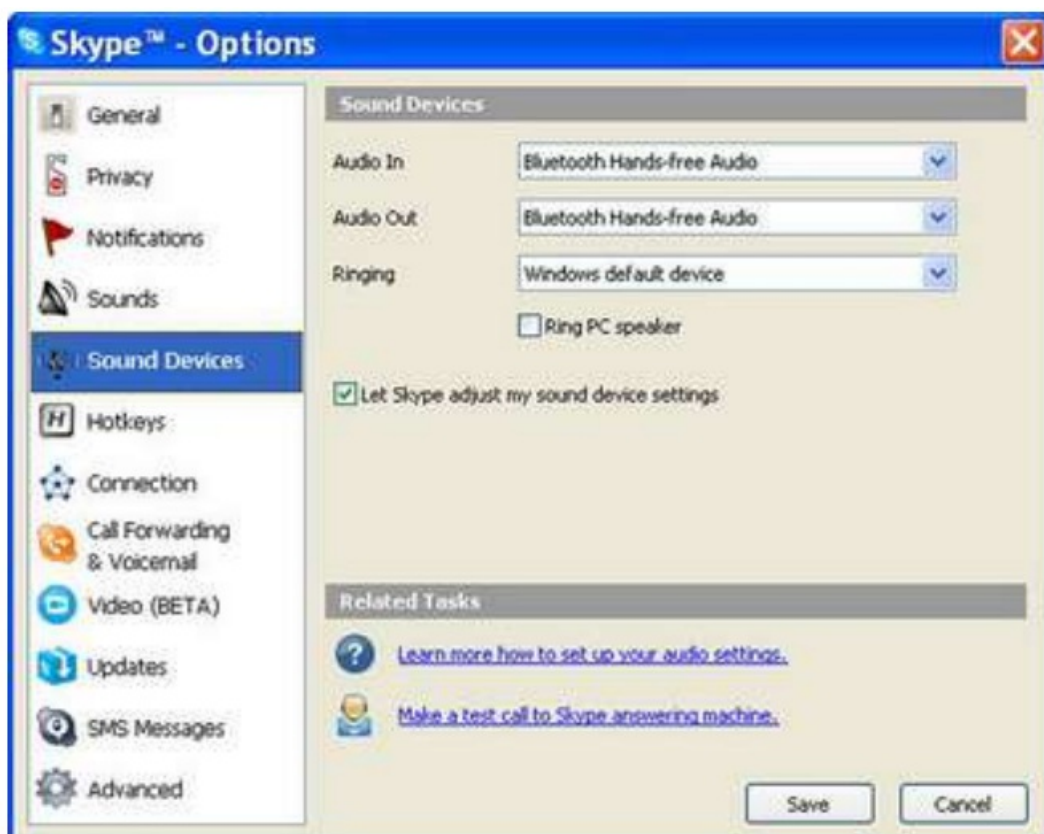 Skype™ - Options
General
Privacy
Notifications
Sounds
Sound Devices
Hotkeys
Connection
Call Forwarding
& Voicemail
Video (BETA)
Updates
SMS Messages
Advanced
Sound Devices
Audio In
Bluetooth Hands-free Audio
Audio Out
Bluetooth Hands-free Audio
Ringing
Windows default device
Ring PC speaker
Let Skype adjust my sound device settings
Related Tasks
Learn more how to set up your audio settings.
Make a test call to Skype answering machine.
Save
Cancel